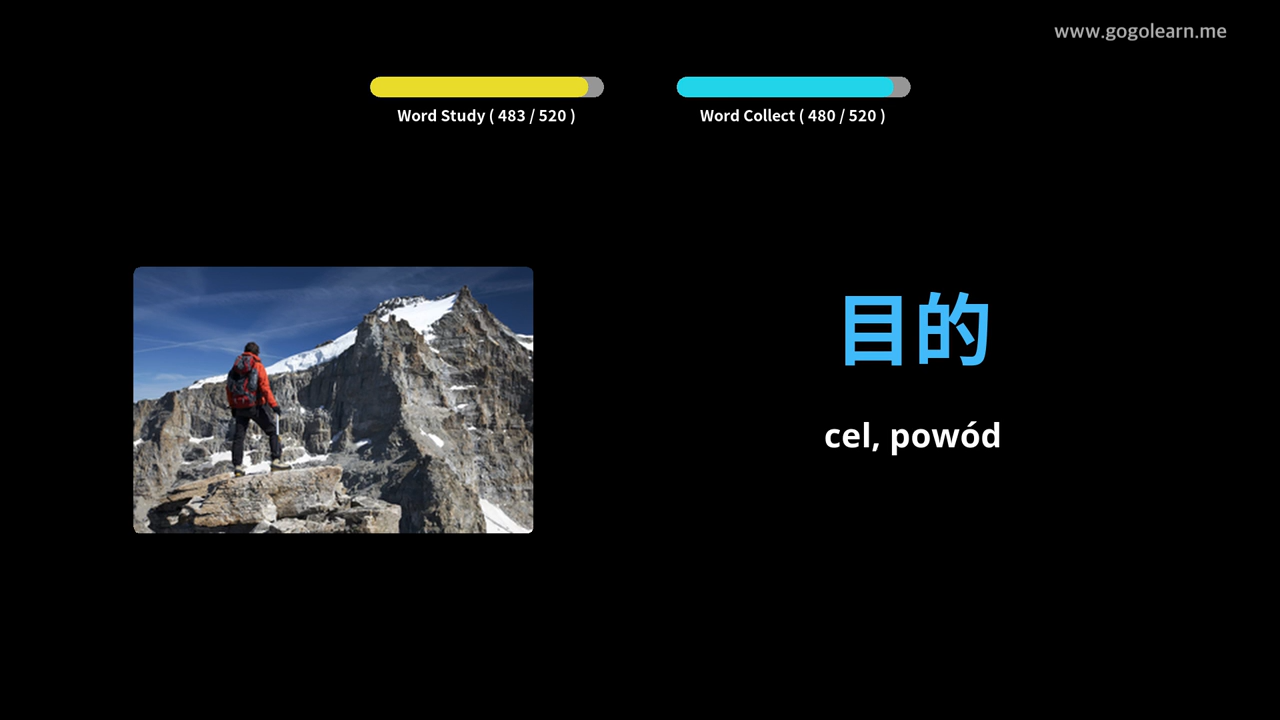 www.gogolearn.me
Word Study ( 483 / 520 )
Word Collect ( 480 / 520 )
目的
cel, powód